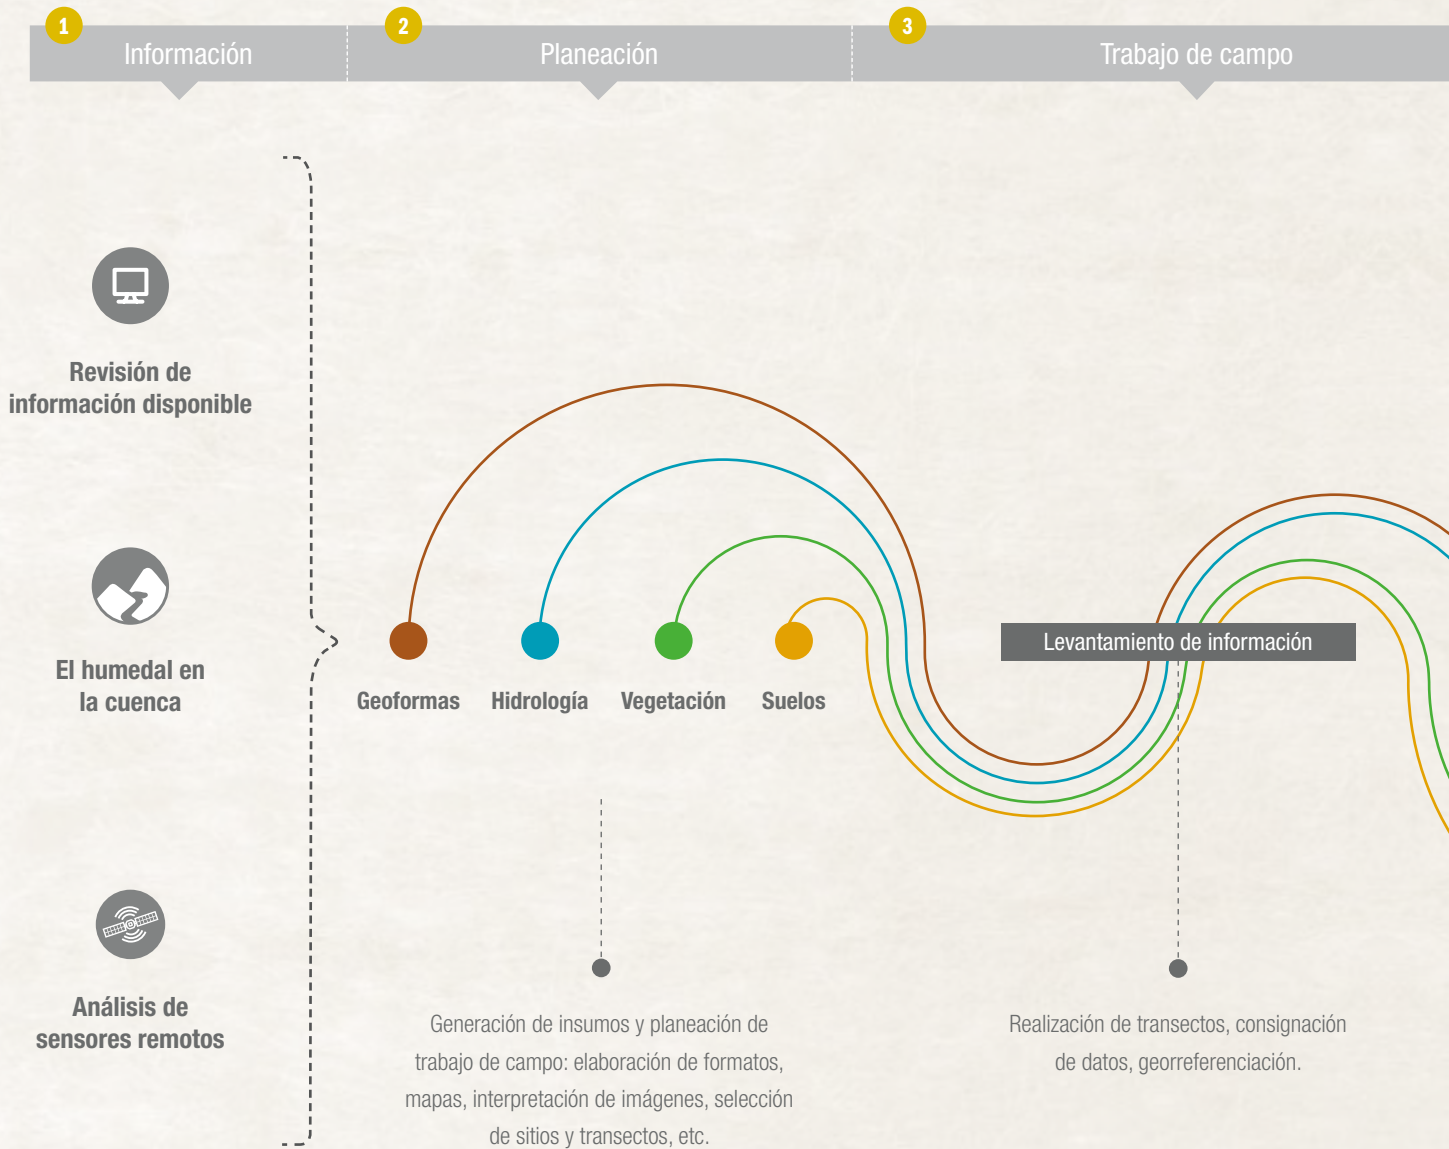 1
Información
2
Planeación
3
Trabajo de campo
Revisión de
información disponible
El humedal en
la cuenca
Análisis de
sensores remotos
Geoformas
Hidrología
Vegetación
Suelos
Generación de insumos y planeación de
trabajo de campo: elaboración de formatos,
mapas, interpretación de imágenes, selección
de sitios y transectos, etc.
Levantamiento de información
Realización de transectos, consignación
de datos, georreferenciación.